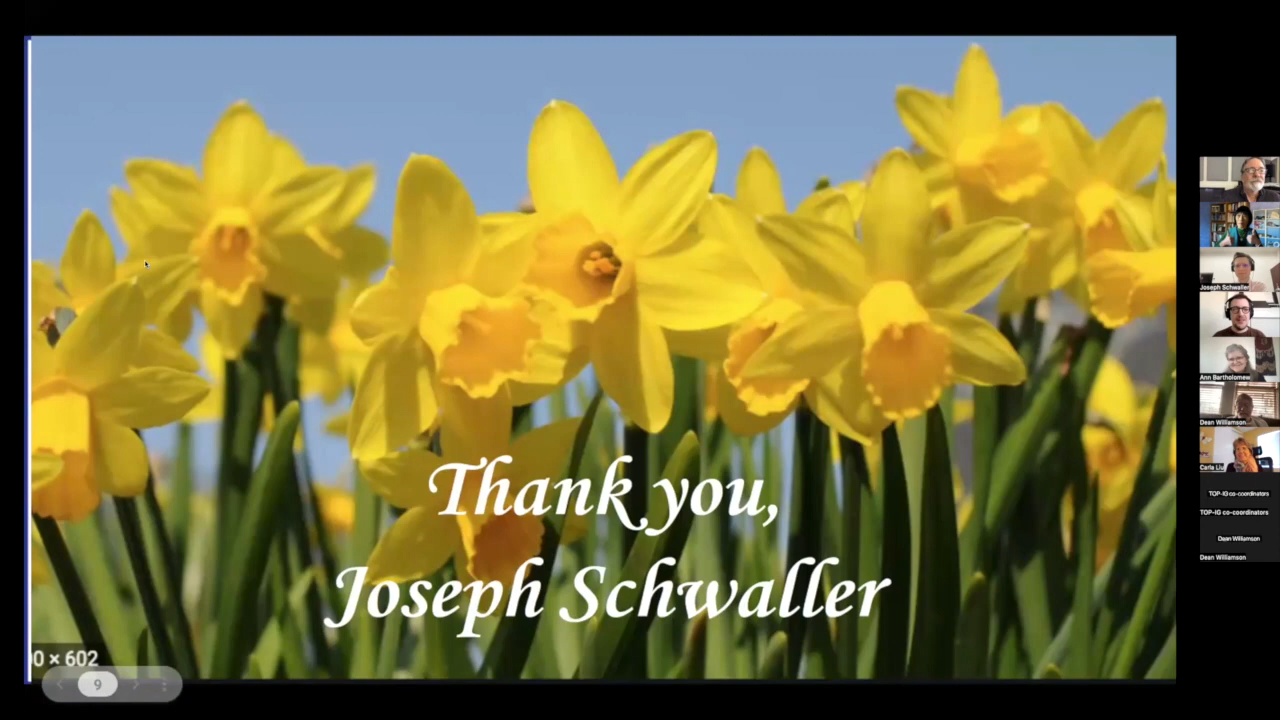 Thank you,
Joseph Schwaller
0 × 602
9
Joseph Schwaller
Ann Bartholomew
Dean Williamson
Carla Liu
TOP-IG co-coordinators
TOP-IG co-coordinators
Dean Williamson
Dean Williamson